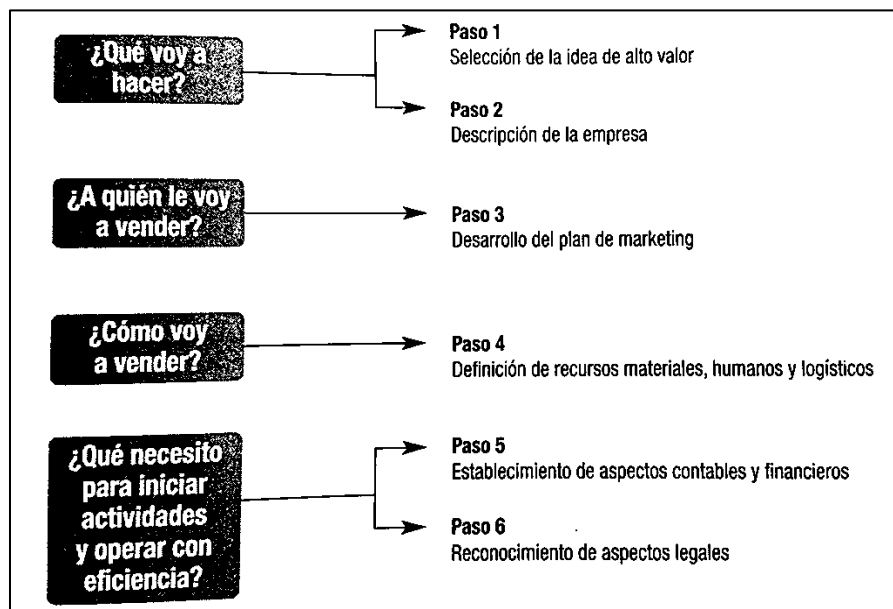 ¿Qué voy a
hacer?
Paso 1
Selección de la idea de alto valor
Paso 2
Descripción de la empresa
¿A quién le voy
a vender?
Paso 3
Desarrollo del plan de marketing
¿Cómo voy
a vender?
Paso 4
Definición de recursos materiales, humanos y logísticos
¿Qué necesito
para iniciar
actividades
y operar con
eficiencia?
Paso 5
Establecimiento de aspectos contables y financieros
Paso 6
Reconocimiento de aspectos legales